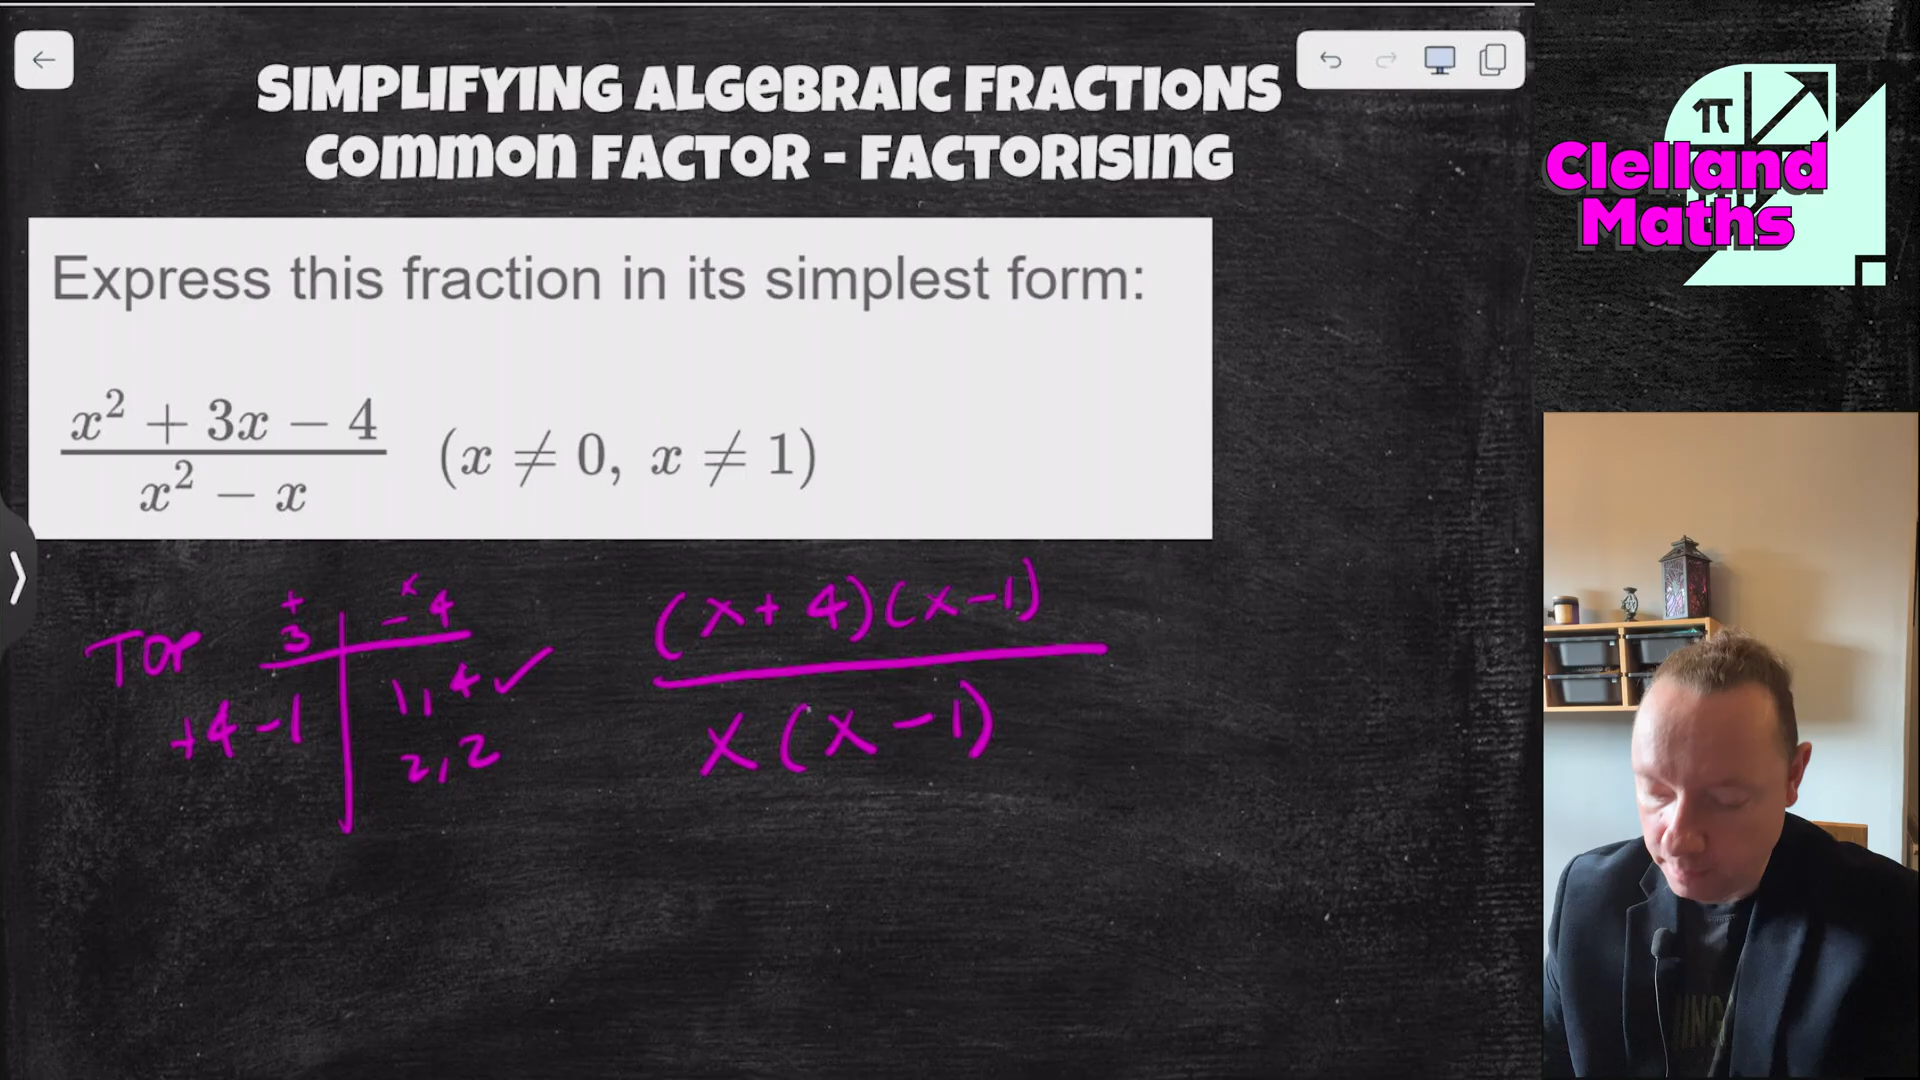 SIMPLIFYING ALGEBRAIC FRACTIONS
COMMON FACTOR - FACTORISING
π
Clelland
Maths
Express this fraction in its simplest form:
x² + 3x − 4
x² − x
(x ≠ 0, x ≠ 1)
+ ×
TOP 3 -4
+4 -1 1,4 ✓
2,2
(x+4)(x-1)
x(x-1)